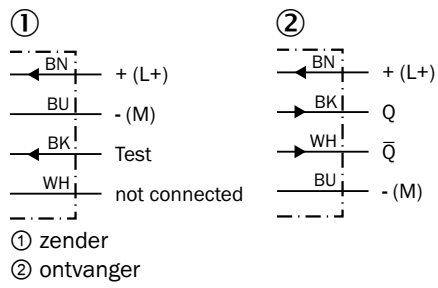 ①
BN + (L+)
BU - (M)
BK Test
WH not connected
②
BN + (L+)
BK Q
WH Q̅
BU - (M)
① zender
② ontvanger